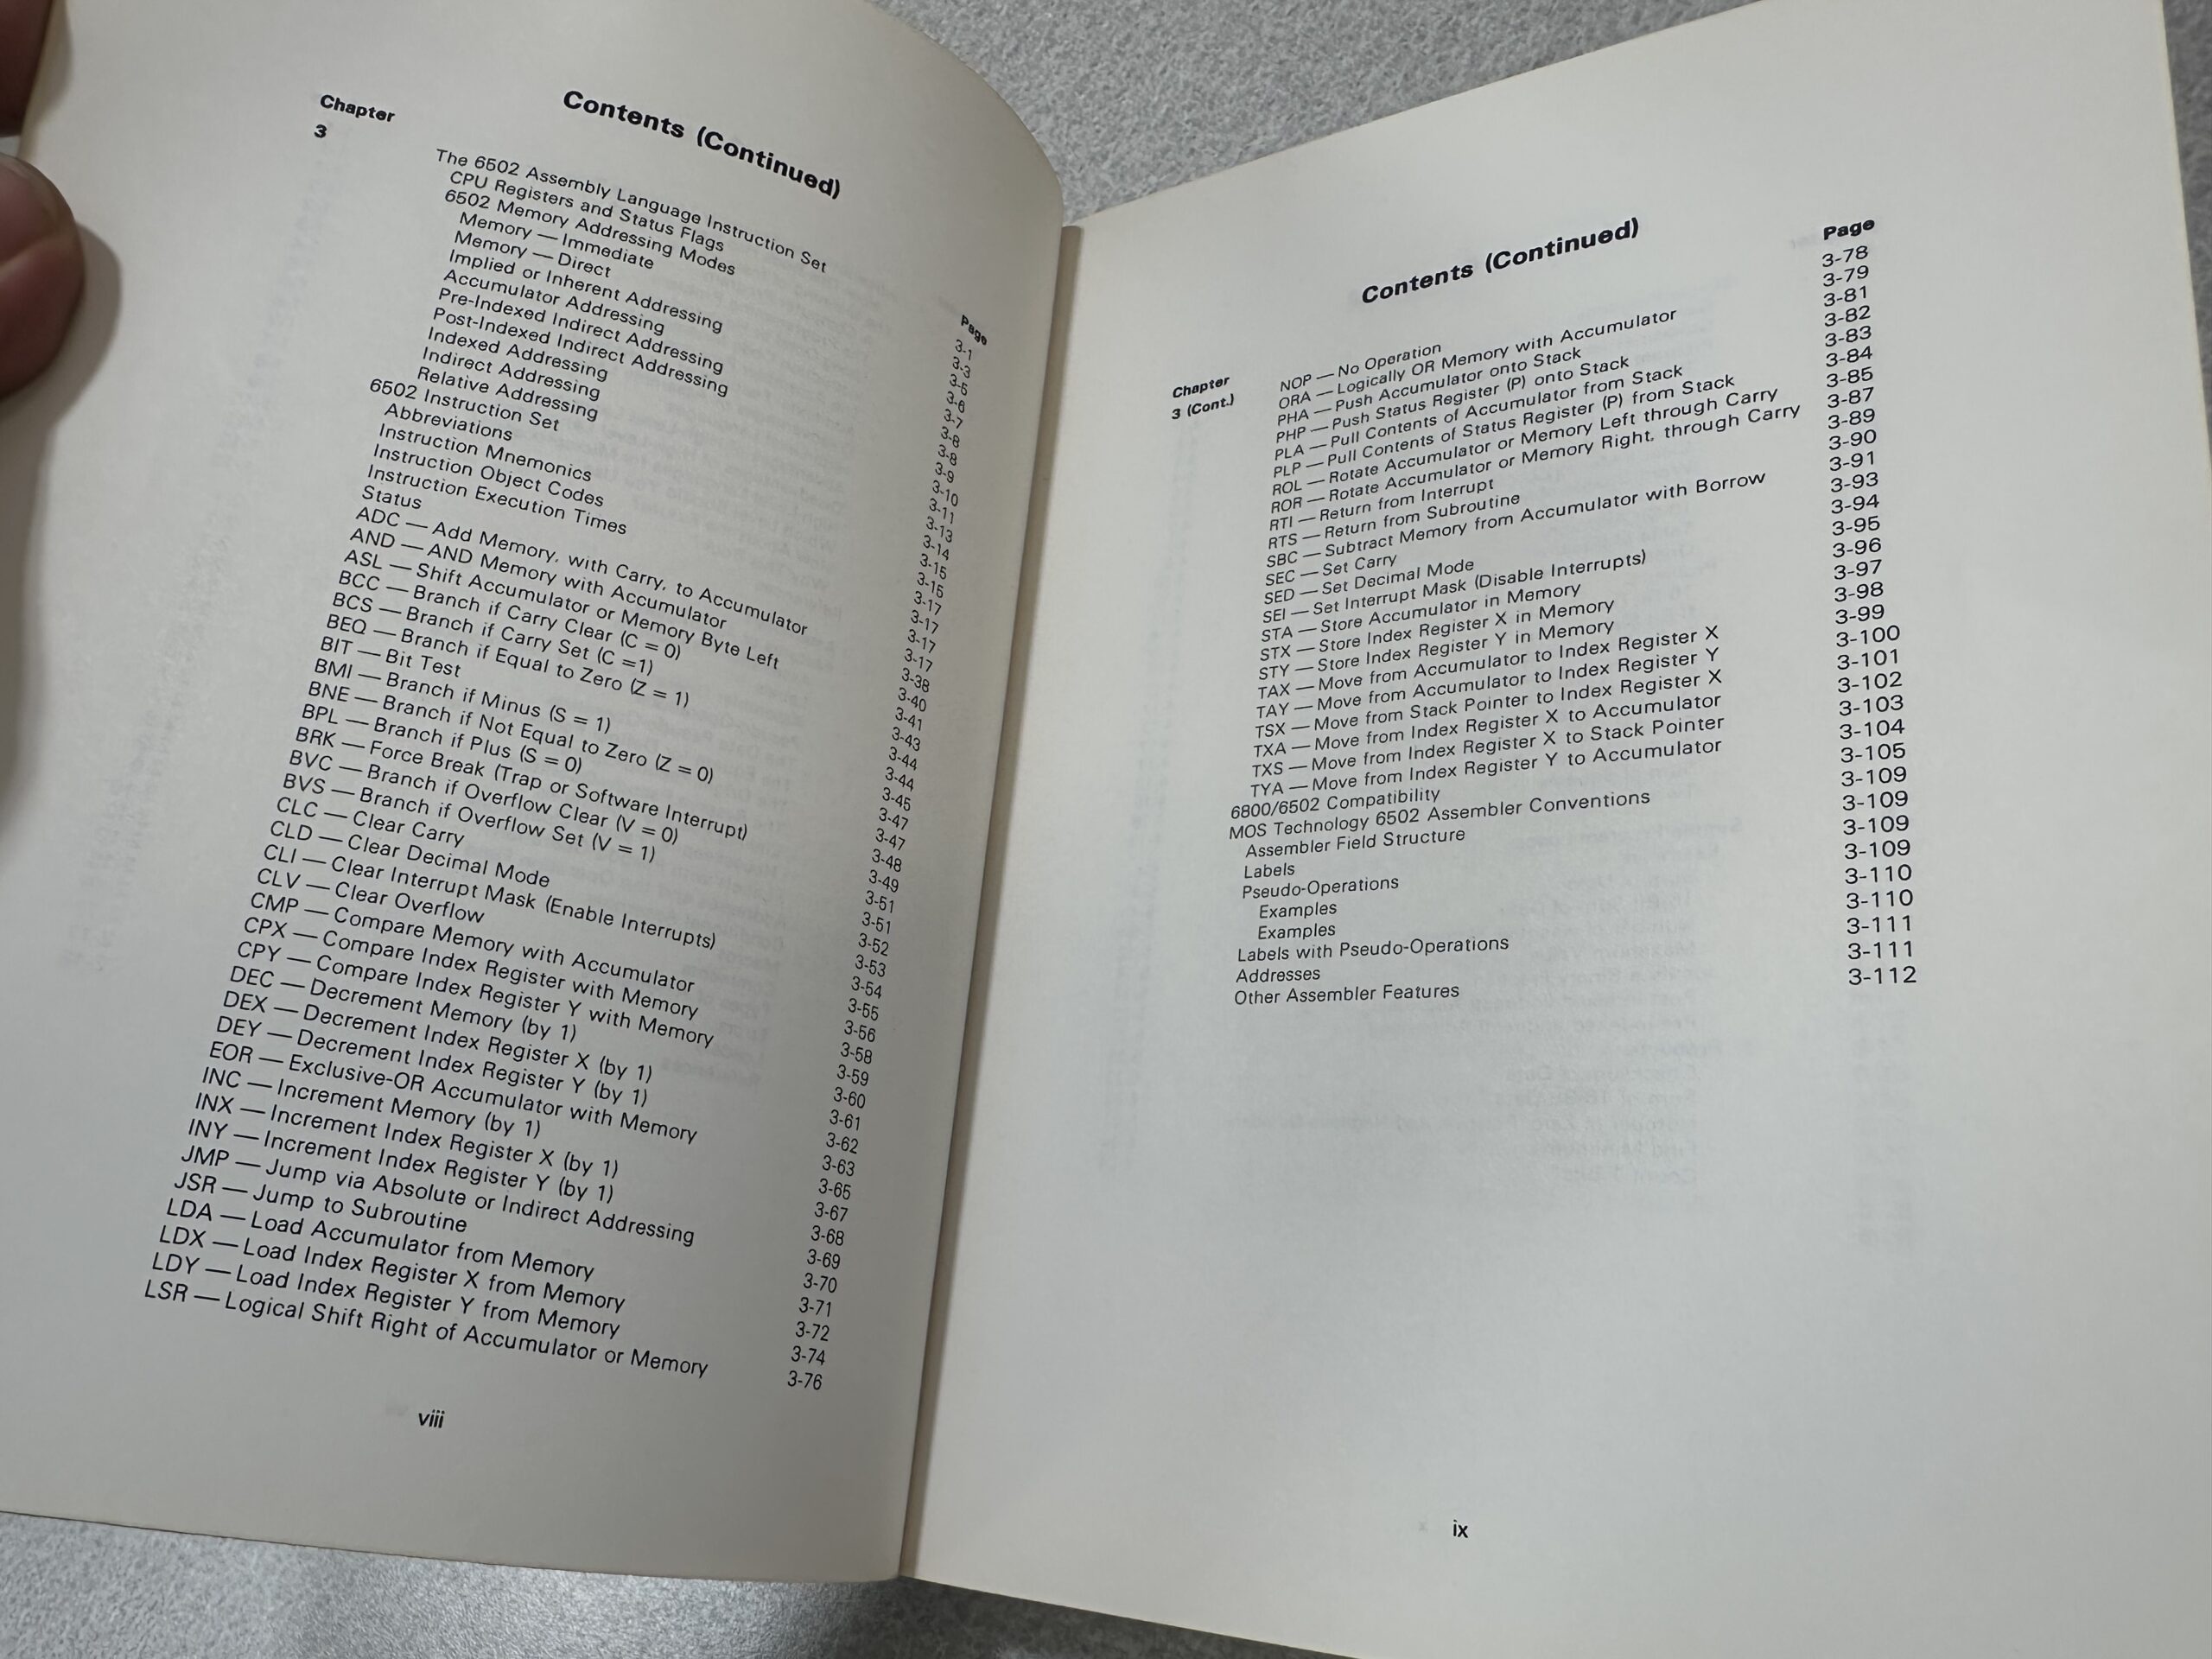 Contents (Continued)
Chapter Page
3 The 6502 Assembly Language Instruction Set 3-1
CPU Registers and Status Flags 3-3
6502 Memory Addressing Modes 3-5
Memory — Immediate 3-6
Memory — Direct 3-7
Implied or Inherent Addressing 3-8
Accumulator Addressing 3-8
Pre-Indexed Indirect Addressing 3-9
Post-Indexed Indirect Addressing 3-10
Indexed Addressing 3-11
Indirect Addressing 3-13
Relative Addressing 3-14
6502 Instruction Set 3-15
Abbreviations 3-15
Instruction Mnemonics 3-17
Instruction Object Codes 3-17
Instruction Execution Times 3-17
Status 3-17
ADC — Add Memory, with Carry, to Accumulator 3-38
AND — AND Memory with Accumulator 3-40
ASL — Shift Accumulator or Memory Byte Left 3-41
BCC — Branch if Carry Clear (C = 0) 3-43
BCS — Branch if Carry Set (C =1) 3-44
BEQ — Branch if Equal to Zero (Z = 1) 3-44
BIT — Bit Test 3-45
BMI — Branch if Minus (S = 1) 3-47
BNE — Branch if Not Equal to Zero (Z = 0) 3-47
BPL — Branch if Plus (S = 0) 3-48
BRK — Force Break (Trap or Software Interrupt) 3-49
BVC — Branch if Overflow Clear (V = 0) 3-51
BVS — Branch if Overflow Set (V = 1) 3-51
CLC — Clear Carry 3-52
CLD — Clear Decimal Mode 3-53
CLI — Clear Interrupt Mask (Enable Interrupts) 3-54
CLV — Clear Overflow 3-55
CMP — Compare Memory with Accumulator 3-56
CPX — Compare Index Register with Memory 3-58
CPY — Compare Index Register Y with Memory 3-59
DEC — Decrement Memory (by 1) 3-60
DEX — Decrement Index Register X (by 1) 3-61
DEY — Decrement Index Register Y (by 1) 3-62
EOR — Exclusive-OR Accumulator with Memory 3-63
INC — Increment Memory (by 1) 3-65
INX — Increment Index Register X (by 1) 3-67
INY — Increment Index Register Y (by 1) 3-68
JMP — Jump via Absolute or Indirect Addressing 3-69
JSR — Jump to Subroutine 3-70
LDA — Load Accumulator from Memory 3-71
LDX — Load Index Register X from Memory 3-72
LDY — Load Index Register Y from Memory 3-74
LSR — Logical Shift Right of Accumulator or Memory 3-76
viii
Contents (Continued)
Chapter Page
3 (Cont.) NOP — No Operation 3-78
ORA — Logically OR Memory with Accumulator 3-79
PHA — Push Accumulator onto Stack 3-81
PHP — Push Status Register (P) onto Stack 3-82
PLA — Pull Contents of Accumulator from Stack 3-83
PLP — Pull Contents of Status Register (P) from Stack 3-84
ROL — Rotate Accumulator or Memory Left through Carry 3-85
ROR — Rotate Accumulator or Memory Right, through Carry 3-87
RTI — Return from Interrupt 3-89
RTS — Return from Subroutine 3-90
SBC — Subtract Memory from Accumulator with Borrow 3-91
SEC — Set Carry 3-93
SED — Set Decimal Mode 3-94
SEI — Set Interrupt Mask (Disable Interrupts) 3-95
STA — Store Accumulator in Memory 3-96
STX — Store Index Register X in Memory 3-97
STY — Store Index Register Y in Memory 3-98
TAX — Move from Accumulator to Index Register X 3-99
TAY — Move from Accumulator to Index Register Y 3-100
TSX — Move from Stack Pointer to Index Register X 3-101
TXA — Move from Index Register X to Accumulator 3-102
TXS — Move from Index Register X to Stack Pointer 3-103
TYA — Move from Index Register Y to Accumulator 3-104
6800/6502 Compatibility 3-105
MOS Technology 6502 Assembler Conventions 3-109
Assembler Field Structure 3-109
Labels 3-109
Pseudo-Operations 3-109
Examples 3-110
Examples 3-110
Labels with Pseudo-Operations 3-111
Addresses 3-111
Other Assembler Features 3-112
ix